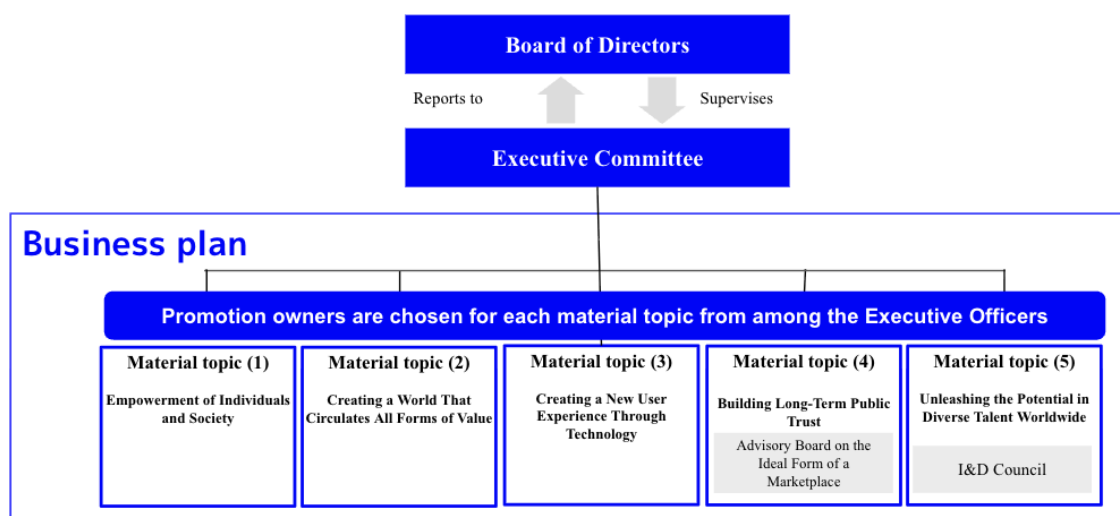 Board of Directors
Reports to
Supervises
Executive Committee
Business plan
Promotion owners are chosen for each material topic from among the Executive Officers
Material topic (1)
Empowerment of Individuals
and Society
Material topic (2)
Creating a World That
Circulates All Forms of Value
Material topic (3)
Creating a New User
Experience Through
Technology
Material topic (4)
Building Long-Term Public
Trust
Advisory Board on the
Ideal Form of a
Marketplace
Material topic (5)
Unleashing the Potential in
Diverse Talent Worldwide
I&D Council